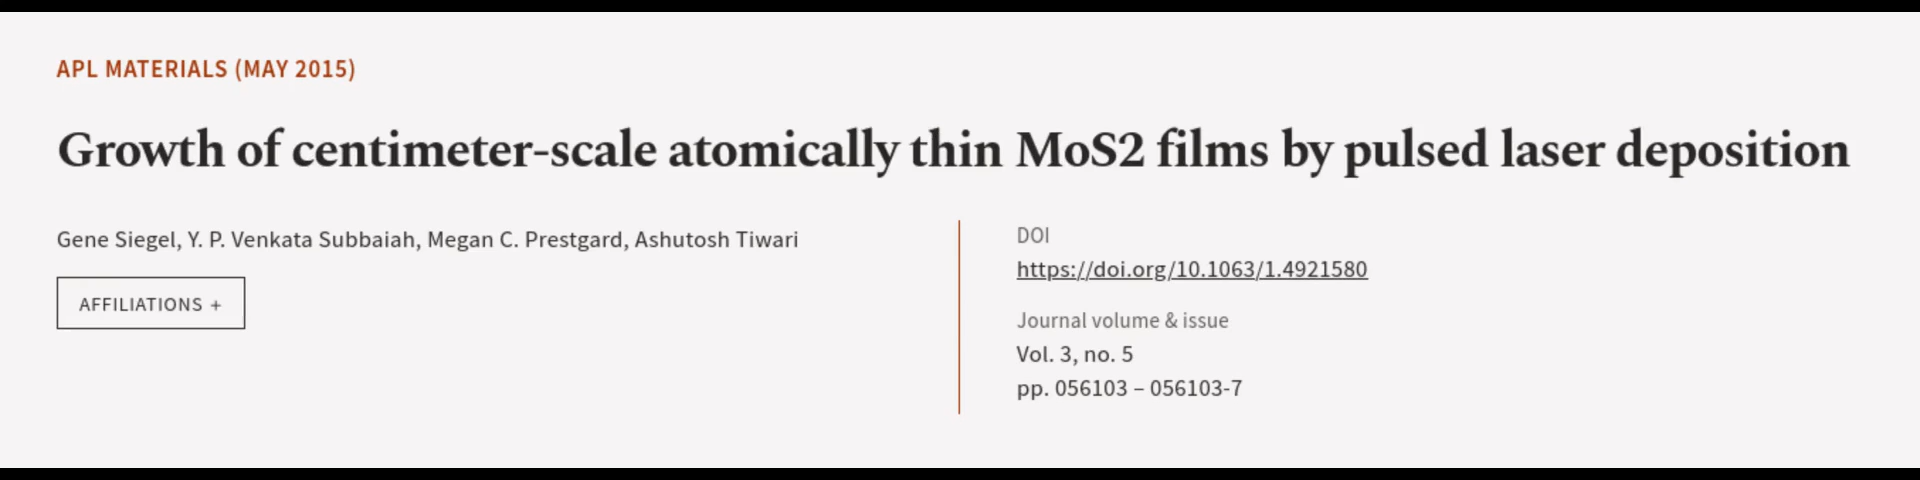 APL MATERIALS (MAY 2015)
Growth of centimeter-scale atomically thin MoS2 films by pulsed laser deposition
Gene Siegel, Y. P. Venkata Subbaiah, Megan C. Prestgard, Ashutosh Tiwari
AFFILIATIONS +
DOI
https://doi.org/10.1063/1.4921580
Journal volume & issue
Vol. 3, no. 5
pp. 056103 – 056103-7